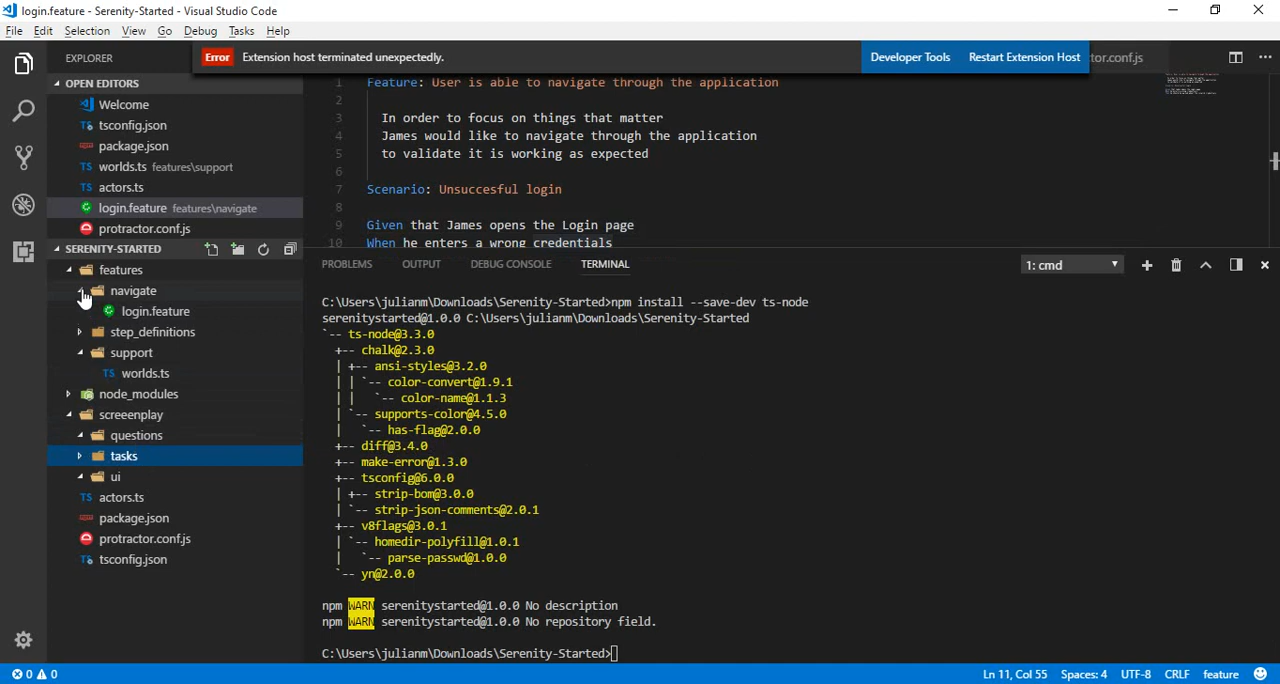 login.feature - Serenity-Started - Visual Studio Code
File Edit Selection View Go Debug Tasks Help
EXPLORER
Error Extension host terminated unexpectedly.
Developer Tools Restart Extension Host
tor.conf.js
OPEN EDITORS
Welcome
tsconfig.json
package.json
worlds.ts features\support
actors.ts
login.feature features\navigate
protractor.conf.js
SERENITY-STARTED
features
navigate
login.feature
step_definitions
support
worlds.ts
node_modules
screeenplay
questions
tasks
ui
actors.ts
package.json
protractor.conf.js
tsconfig.json
1 Feature: User is able to navigate through the application
2
3 In order to focus on things that matter
4 James would like to navigate through the application
5 to validate it is working as expected
6
7 Scenario: Unsuccesful login
8
9 Given that James opens the Login page
10 When he enters a wrong credentials
PROBLEMS OUTPUT DEBUG CONSOLE TERMINAL
1: cmd
C:\Users\julianm\Downloads\Serenity-Started>npm install --save-dev ts-node
serenitystarted@1.0.0 C:\Users\julianm\Downloads\Serenity-Started
`-- ts-node@3.3.0
+-- chalk@2.3.0
| +-- ansi-styles@3.2.0
| | `-- color-convert@1.9.1
| |   `-- color-name@1.1.3
| `-- supports-color@4.5.0
|   `-- has-flag@2.0.0
+-- diff@3.4.0
+-- make-error@1.3.0
+-- tsconfig@6.0.0
| +-- strip-bom@3.0.0
| `-- strip-json-comments@2.0.1
+-- v8flags@3.0.1
| `-- homedir-polyfill@1.0.1
|   `-- parse-passwd@1.0.0
`-- yn@2.0.0
npm WARN serenitystarted@1.0.0 No description
npm WARN serenitystarted@1.0.0 No repository field.
C:\Users\julianm\Downloads\Serenity-Started>
0 0
Ln 11, Col 55 Spaces: 4 UTF-8 CRLF feature